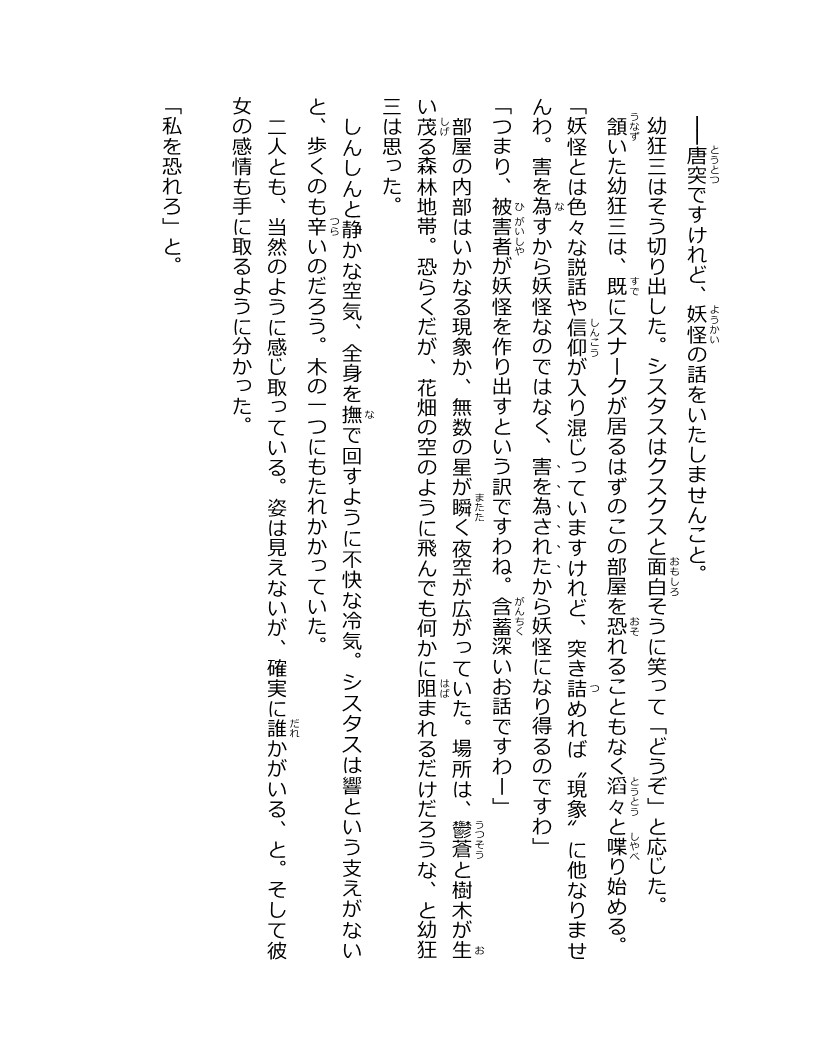 ──唐突ですけれど、妖怪の話をいたしませんこと。
幼狂三はそう切り出した。シスタスはクスクスと面白そうに笑って「どうぞ」と応じた。
頷いた幼狂三は、既にスナークが居るはずのこの部屋を恐れることもなく滔々と喋り始める。
「妖怪とは色々な説話や信仰が入り混じっていますけれど、突き詰めれば〝現象〟に他なりませ
んわ。害を為すから妖怪なのではなく、害を為されたから妖怪になり得るのですわ」
「つまり、被害者が妖怪を作り出すという訳ですわね。含蓄深いお話ですわー」
部屋の内部はいかなる現象か、無数の星が瞬く夜空が広がっていた。場所は、鬱蒼と樹木が生
い茂る森林地帯。恐らくだが、花畑の空のように飛んでも何かに阻まれるだけだろうな、と幼狂
三は思った。
しんしんと静かな空気、全身を撫で回すように不快な冷気。シスタスは響という支えがない
と、歩くのも辛いのだろう。木の一つにもたれかかっていた。
二人とも、当然のように感じ取っている。姿は見えないが、確実に誰かがいる、と。そして彼
女の感情も手に取るように分かった。
「私を恐れろ」と。